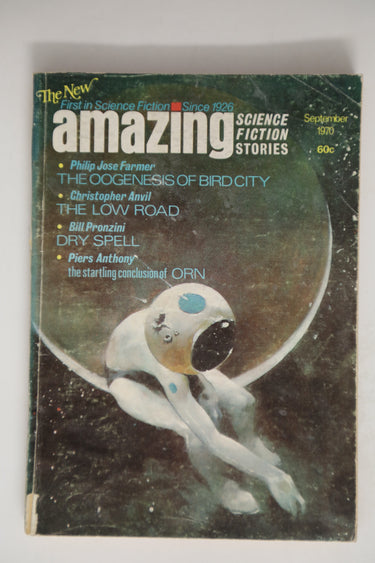 The New
First in Science Fiction Since 1926
amazing
SCIENCE
FICTION
STORIES
September
1970
60c
• Philip Jose Farmer
THE OOGENESIS OF BIRD CITY
• Christopher Anvil
THE LOW ROAD
• Bill Pronzini
DRY SPELL
• Piers Anthony
the startling conclusion of ORN